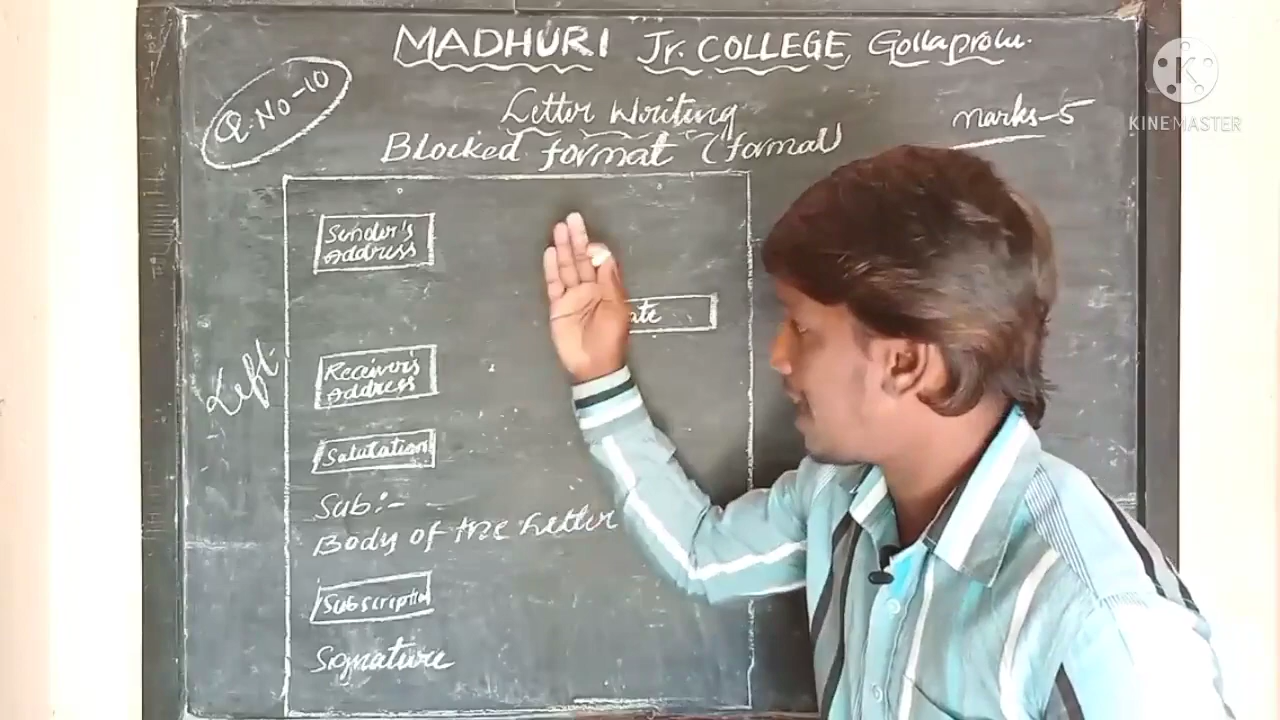 MADHURI Jr. COLLEGE, Gollaprolu.
Q.No-10
Letter Writing
Marks-5
Blocked format (formal)
Sender's
Address
ate
Left
Receiver's
Address
Salutation
Sub:-
Body of the Letter
Subscription
Signature
KINEMASTER